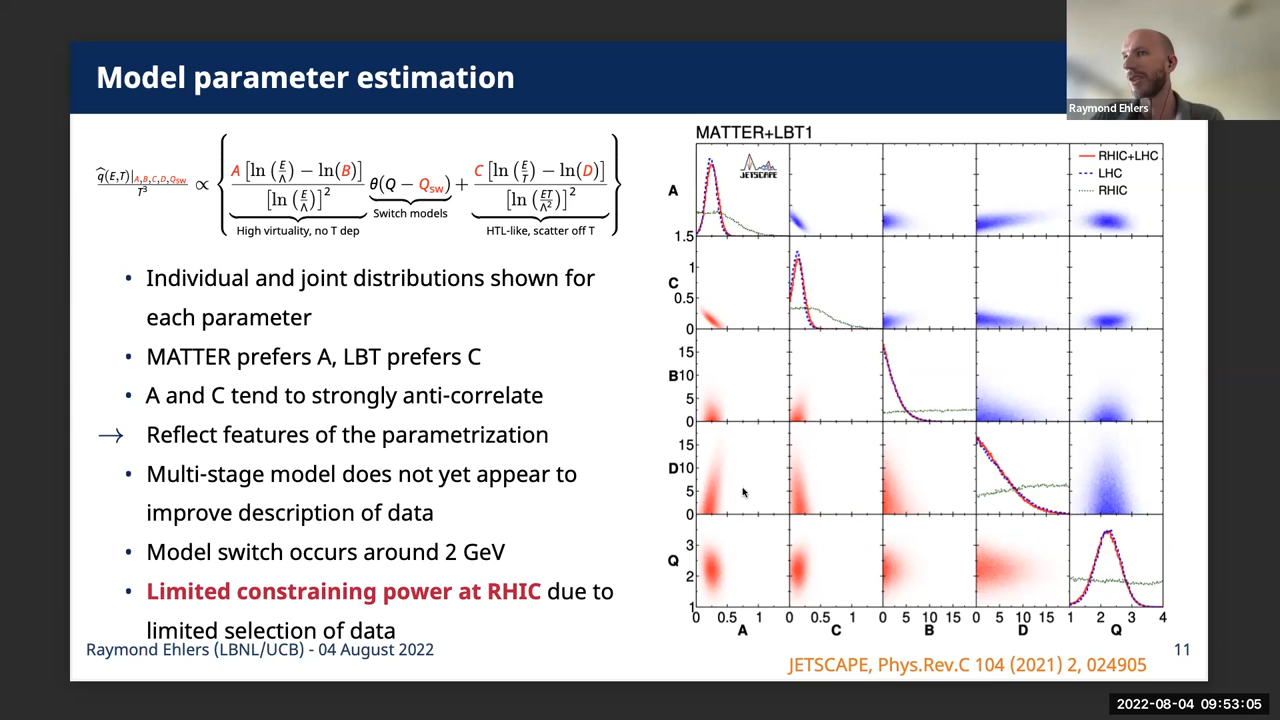 Model parameter estimation
Raymond Ehlers
q̂(E,T)|A,B,C,D,Qsw / T³ ∝ { A [ln(E/Λ) − ln(B)] / [ln(E/Λ)]² θ(Q − Qsw) + C [ln(E/T) − ln(D)] / [ln(ET/Λ²)]² }
High virtuality, no T dep
Switch models
HTL-like, scatter off T
• Individual and joint distributions shown for
each parameter
• MATTER prefers A, LBT prefers C
• A and C tend to strongly anti-correlate
→ Reflect features of the parametrization
• Multi-stage model does not yet appear to
improve description of data
• Model switch occurs around 2 GeV
• Limited constraining power at RHIC due to
limited selection of data
MATTER+LBT1
JETSCAPE
RHIC+LHC
LHC
RHIC
A
1.5
1
C
0.5
0
15
B10
5
0
15
D10
5
0
3
Q
2
1
0 0.5 1 0 0.5 1 0 5 10 15 0 5 10 15 1 2 3 4
A C B D Q
Raymond Ehlers (LBNL/UCB) - 04 August 2022
11
JETSCAPE, Phys.Rev.C 104 (2021) 2, 024905
2022-08-04 09:53:05